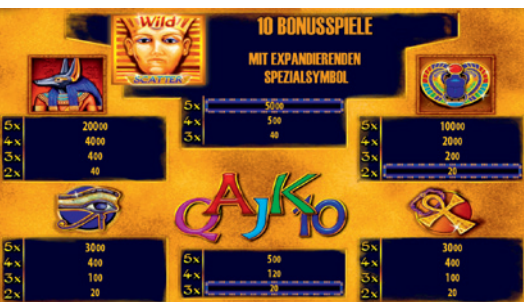 Wild
SCATTER
10 BONUSSPIELE
MIT EXPANDIERENDEN
SPEZIALSYMBOL
5x 5000
4x 500
3x 40
5x 20000
4x 4000
3x 400
2x 40
5x 10000
4x 2000
3x 200
2x 20
Q A J K 10
5x 3000
4x 400
3x 100
2x 20
5x 500
4x 120
3x 20
5x 3000
4x 400
3x 100
2x 20